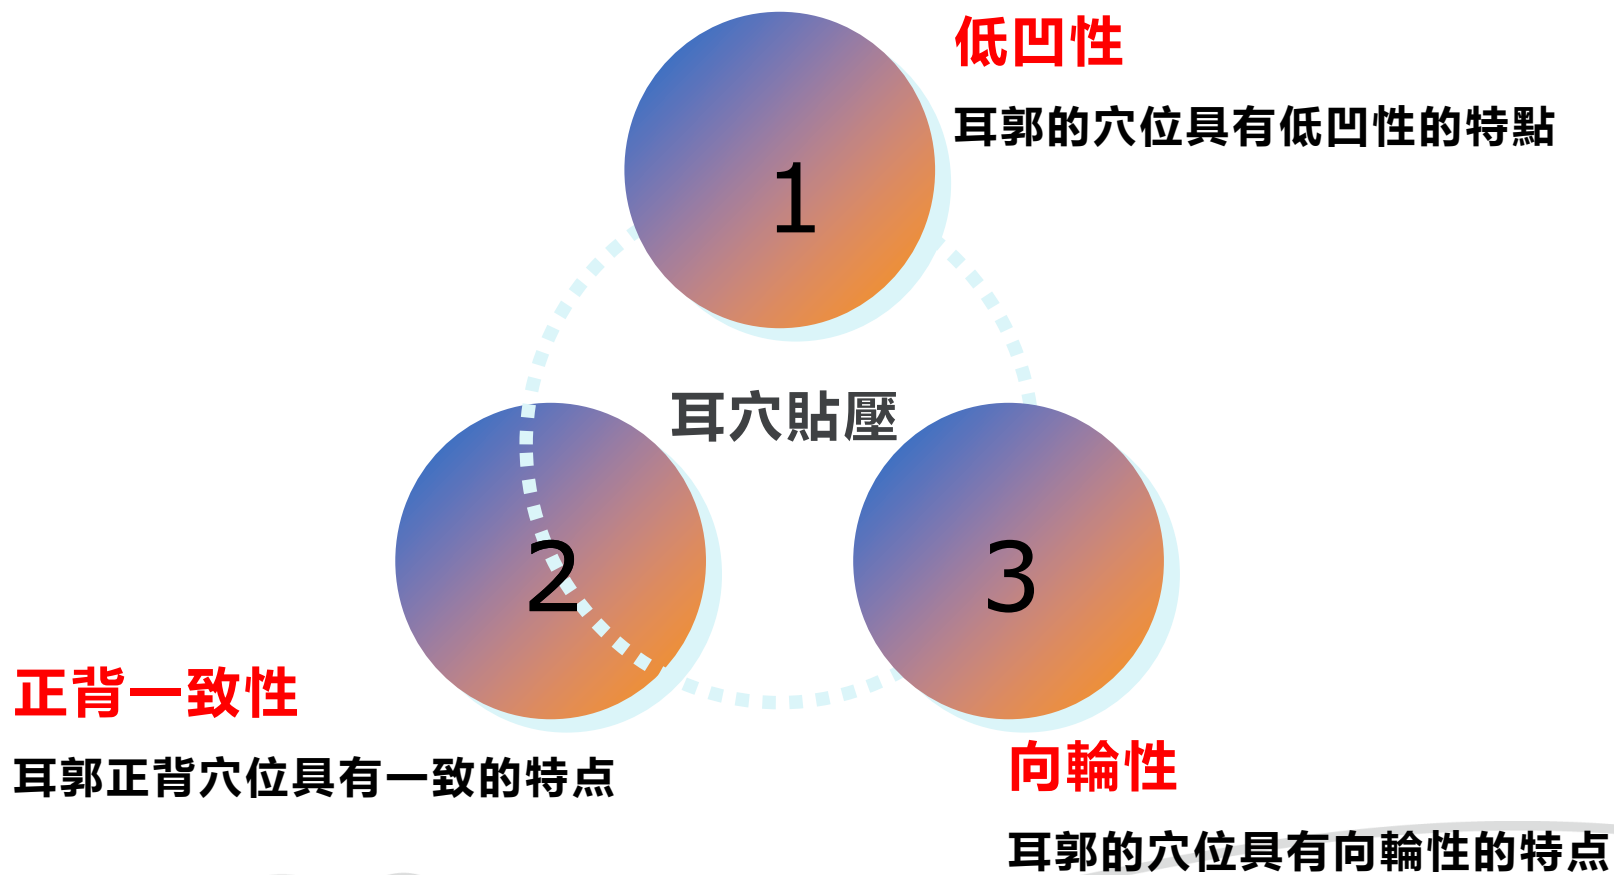 低凹性
耳郭的穴位具有低凹性的特點
1
耳穴貼壓
2
3
正背一致性
耳郭正背穴位具有一致的特点
向輪性
耳郭的穴位具有向輪性的特点